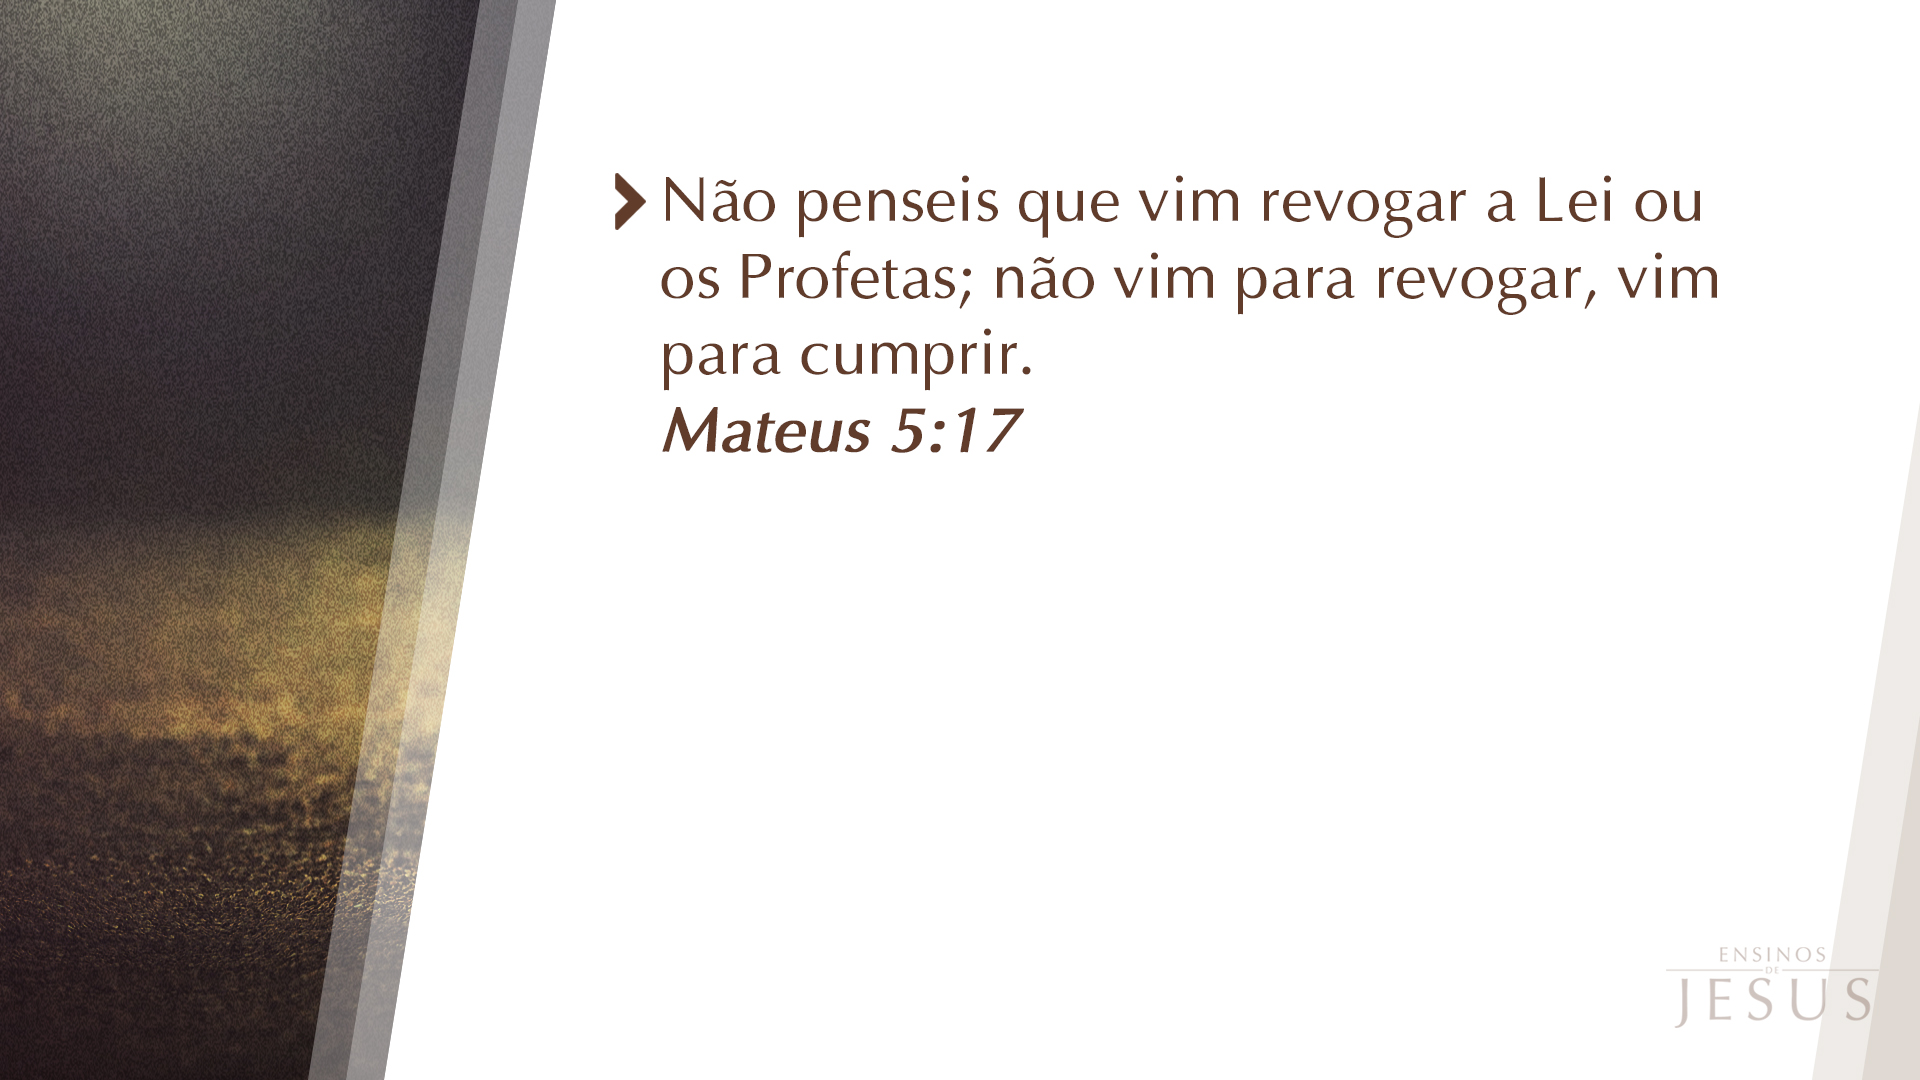 Não penseis que vim revogar a Lei ou
os Profetas; não vim para revogar, vim
para cumprir.
Mateus 5:17
ENSINOS
DE
JESUS